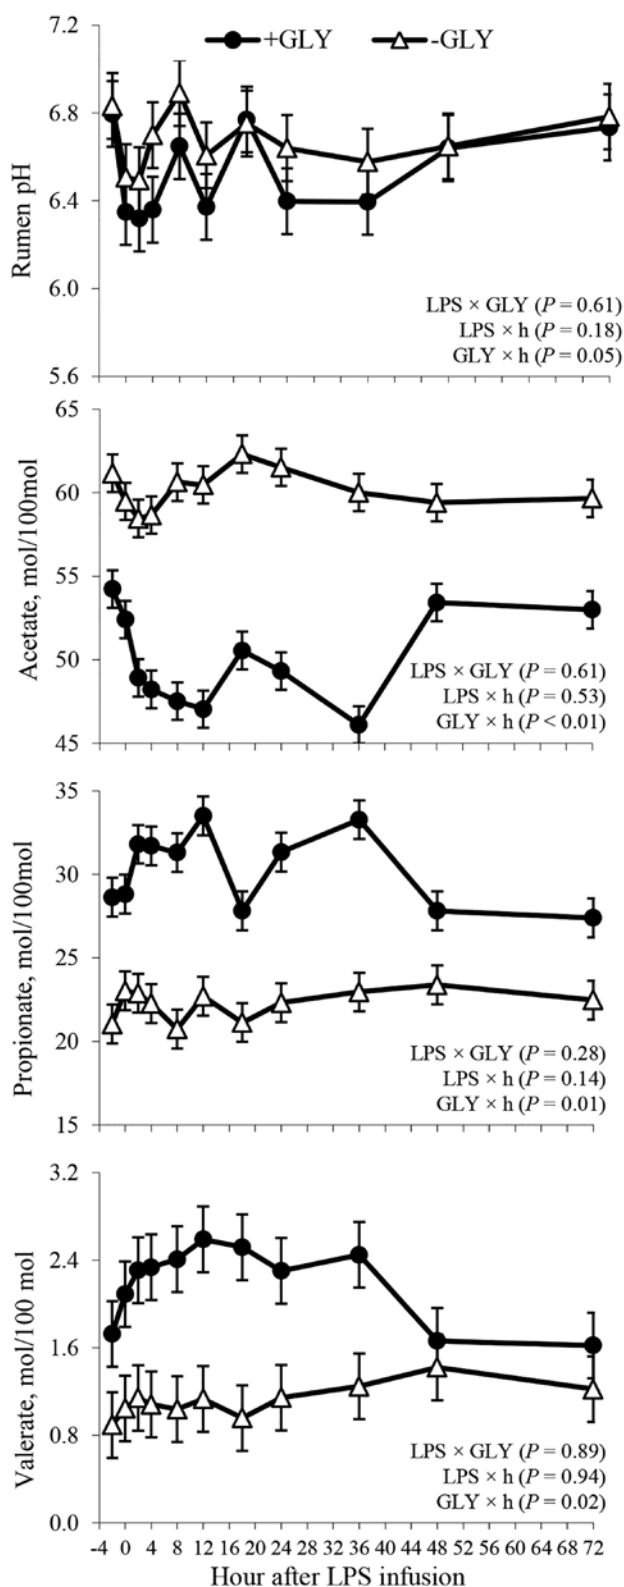 +GLY -GLY
7.2
6.8
6.4
6.0
5.6
Rumen pH
LPS × GLY (P = 0.61)
LPS × h (P = 0.18)
GLY × h (P = 0.05)
65
60
55
50
45
Acetate, mol/100mol
LPS × GLY (P = 0.61)
LPS × h (P = 0.53)
GLY × h (P < 0.01)
35
30
25
20
15
Propionate, mol/100mol
LPS × GLY (P = 0.28)
LPS × h (P = 0.14)
GLY × h (P = 0.01)
3.2
2.4
1.6
0.8
0.0
Valerate, mol/100 mol
LPS × GLY (P = 0.89)
LPS × h (P = 0.94)
GLY × h (P = 0.02)
-4 0 4 8 12 16 20 24 28 32 36 40 44 48 52 56 60 64 68 72
Hour after LPS infusion